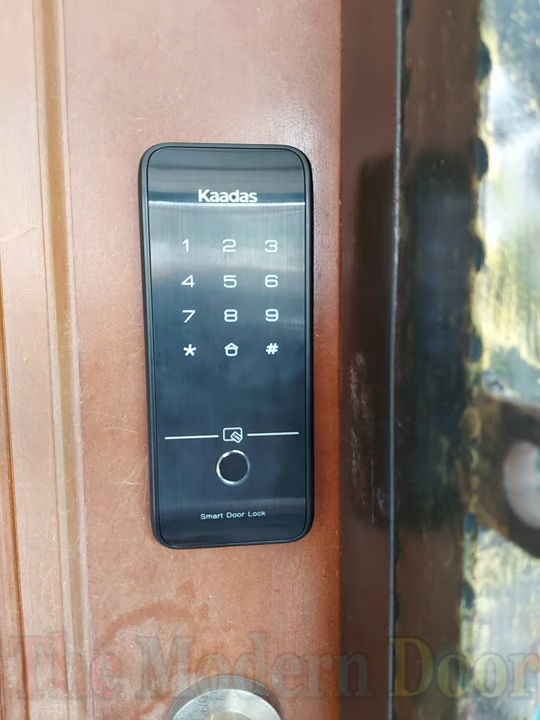 Kaadas
1 2 3
4 5 6
7 8 9
* #
Smart Door Lock
The Modern Door